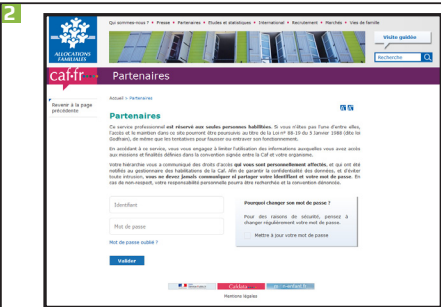 2
Qui sommes-nous ? • Presse • Partenaires • Etudes et statistiques • International • Recrutement • Marchés • Vies de famille
Visite guidée
Recherche
ALLOCATIONS
FAMILIALES
caf.fr
Partenaires
Revenir à la page
précédente
Accueil > Partenaires
Partenaires
Ce service professionnel est réservé aux seules personnes habilitées. Si vous n'êtes pas l'une d'entre elles,
l'accès et le maintien dans ce site pourront être poursuivis au titre de la Loi n° 88-19 du 5 Janvier 1988 (dite loi
Godfrain), de même que les tentatives pour fausser ou entraver son fonctionnement.
En accédant à ce service, vous vous engagez à limiter l'utilisation des informations auxquelles vous avez accès
aux missions et finalités définies dans la convention signée entre la Caf et votre organisme.
Votre hiérarchie vous a communiqué des droits d'accès qui vous sont personnellement affectés, et qui ont été
notifiés au gestionnaire des habilitations de la Caf. Afin de garantir la confidentialité des données, et d'éviter
toute intrusion, vous ne devez jamais communiquer ni partager votre identifiant et votre mot de passe. En
cas de non-respect, votre responsabilité personnelle pourra être recherchée et la convention dénoncée.
Identifiant
Mot de passe
Mot de passe oublié ?
Valider
Pourquoi changer son mot de passe ?
Pour des raisons de sécurité, pensez à
changer régulièrement votre mot de passe.
Mettre à jour votre mot de passe
Cafdata
mon-enfant.fr
Mentions légales